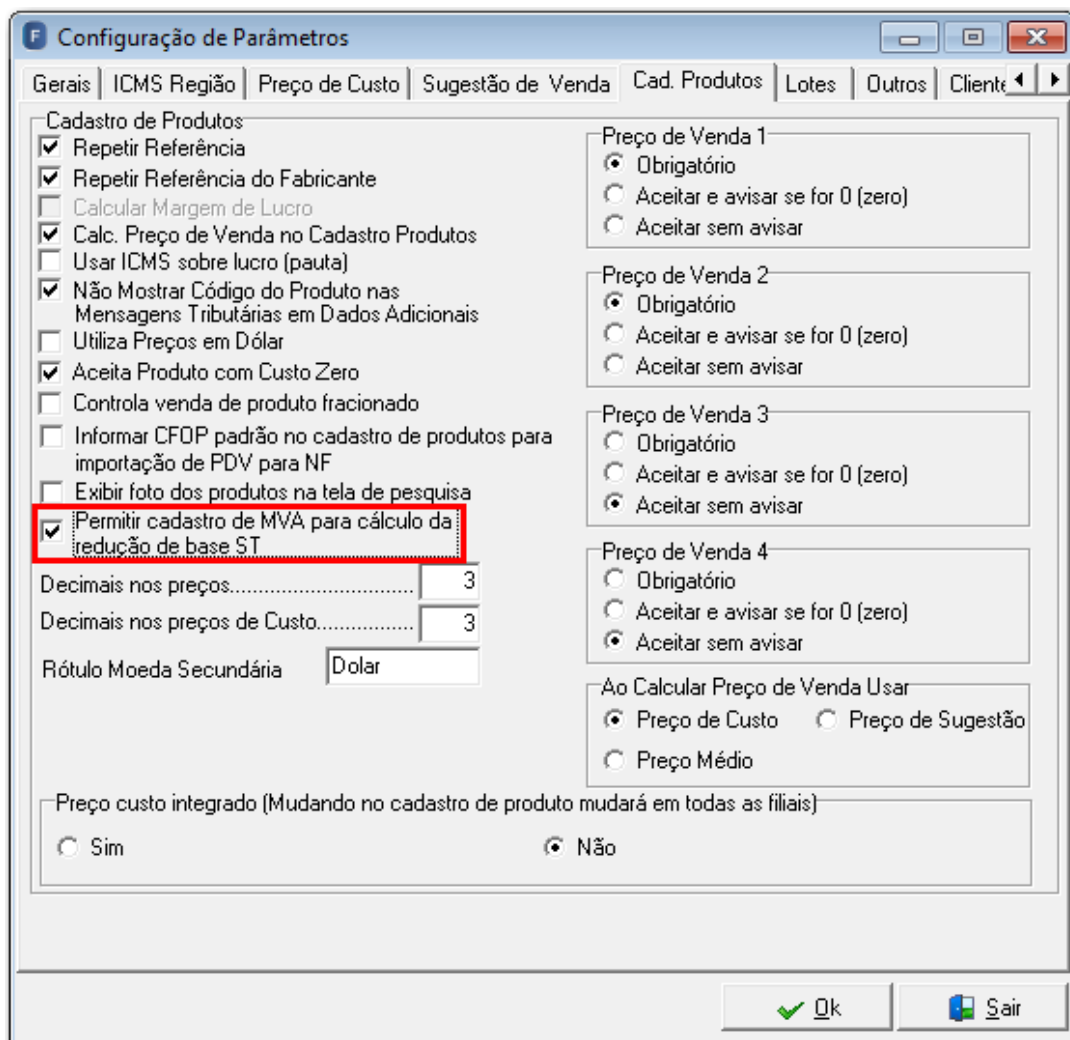 F Configuração de Parâmetros
Gerais ICMS Região Preço de Custo Sugestão de Venda Cad. Produtos Lotes Outros Cliente
Cadastro de Produtos
Repetir Referência
Repetir Referência do Fabricante
Calcular Margem de Lucro
Calc. Preço de Venda no Cadastro Produtos
Usar ICMS sobre lucro (pauta)
Não Mostrar Código do Produto nas
Mensagens Tributárias em Dados Adicionais
Utiliza Preços em Dólar
Aceita Produto com Custo Zero
Controla venda de produto fracionado
Informar CFOP padrão no cadastro de produtos para
importação de PDV para NF
Exibir foto dos produtos na tela de pesquisa
Permitir cadastro de MVA para cálculo da
redução de base ST
Decimais nos preços............................... 3
Decimais nos preços de Custo................ 3
Rótulo Moeda Secundária Dolar
Preço de Venda 1
Obrigatório
Aceitar e avisar se for 0 (zero)
Aceitar sem avisar
Preço de Venda 2
Obrigatório
Aceitar e avisar se for 0 (zero)
Aceitar sem avisar
Preço de Venda 3
Obrigatório
Aceitar e avisar se for 0 (zero)
Aceitar sem avisar
Preço de Venda 4
Obrigatório
Aceitar e avisar se for 0 (zero)
Aceitar sem avisar
Ao Calcular Preço de Venda Usar
Preço de Custo Preço de Sugestão
Preço Médio
Preço custo integrado (Mudando no cadastro de produto mudará em todas as filiais)
Sim Não
Ok Sair